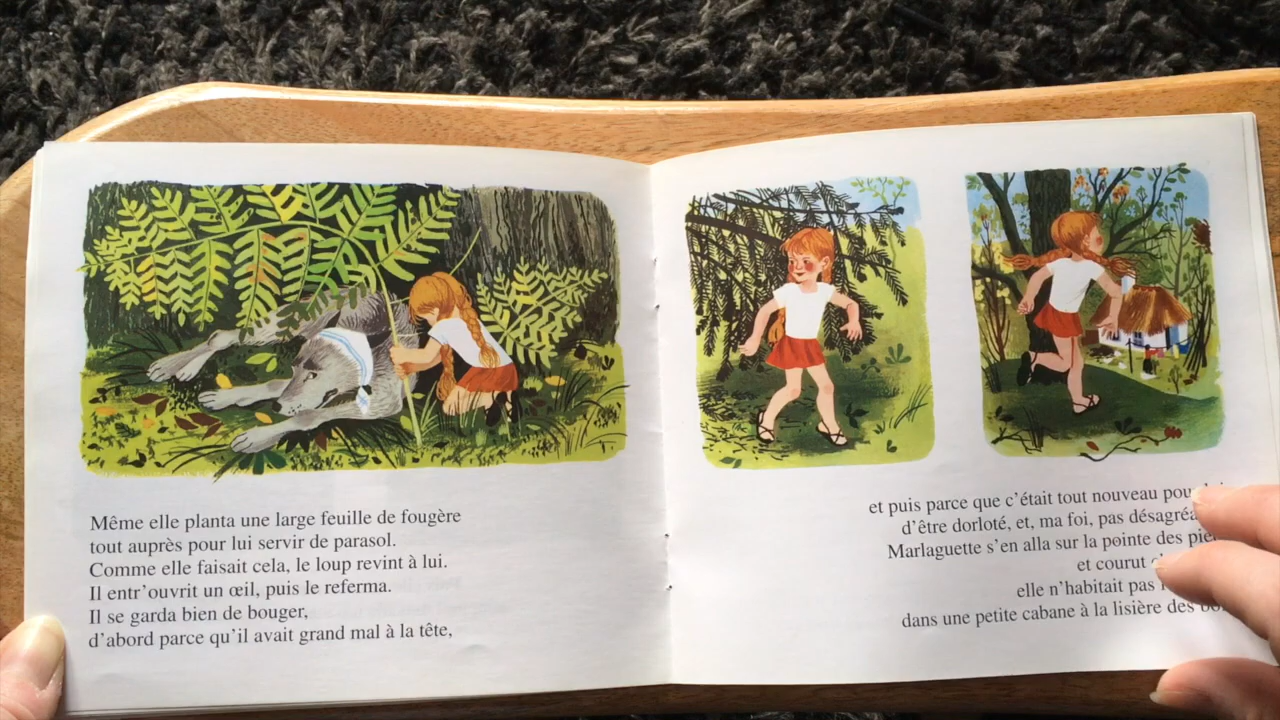 Même elle planta une large feuille de fougère
tout auprès pour lui servir de parasol.
Comme elle faisait cela, le loup revint à lui.
Il entr'ouvrit un œil, puis le referma.
Il se garda bien de bouger,
d'abord parce qu'il avait grand mal à la tête,
et puis parce que c'était tout nouveau pour
d'être dorloté, et, ma foi, pas
Marlaguette s'en alla sur la pointe des
et courut
elle n'habitait pas
dans une petite cabane à la lisière des